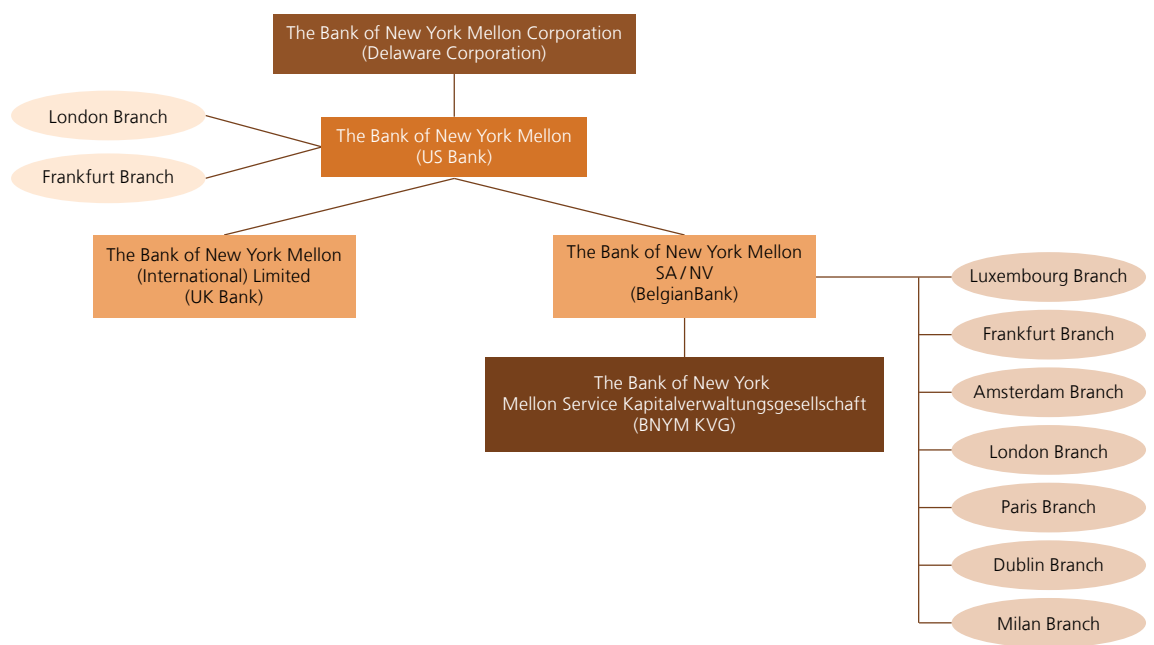 The Bank of New York Mellon Corporation
(Delaware Corporation)
London Branch
The Bank of New York Mellon
(US Bank)
Frankfurt Branch
The Bank of New York Mellon
(International) Limited
(UK Bank)
The Bank of New York Mellon
SA/NV
(BelgianBank)
Luxembourg Branch
Frankfurt Branch
The Bank of New York
Mellon Service Kapitalverwaltungsgesellschaft
(BNYM KVG)
Amsterdam Branch
London Branch
Paris Branch
Dublin Branch
Milan Branch